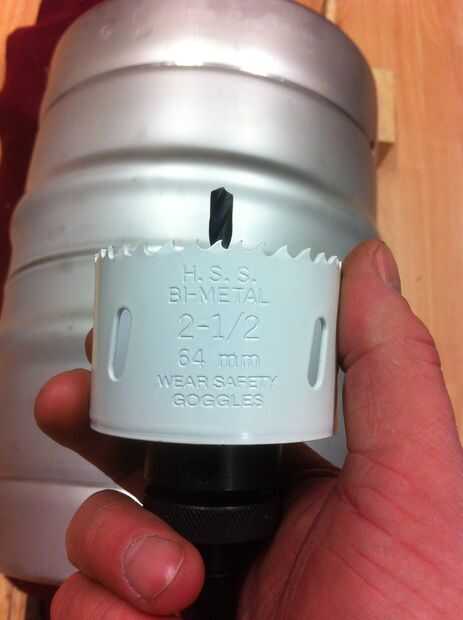 H. S. S.
BI-METAL
2-1/2
64 mm
WEAR SAFETY
GOGGLES